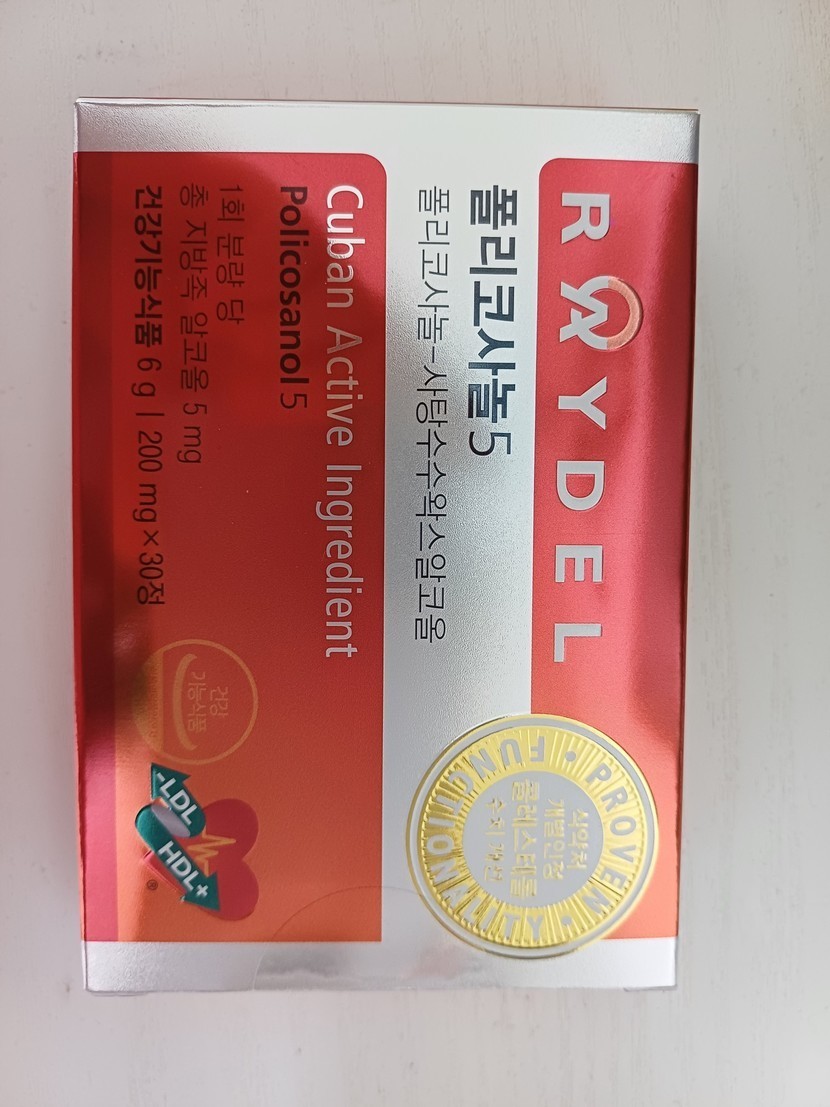 RAYDEL
폴리코사놀5
폴리코사놀-사탕수수왁스알코올
PROVEN • FUNCTIONALITY •
식약처
개별인정
콜레스테롤
수치 개선
Cuban Active Ingredient
Policosanol 5
1회 분량 당
총 지방족 알코올 5 mg
건강기능식품 6 g | 200 mg × 30정
건강
기능식품
-LDL
HDL+
®